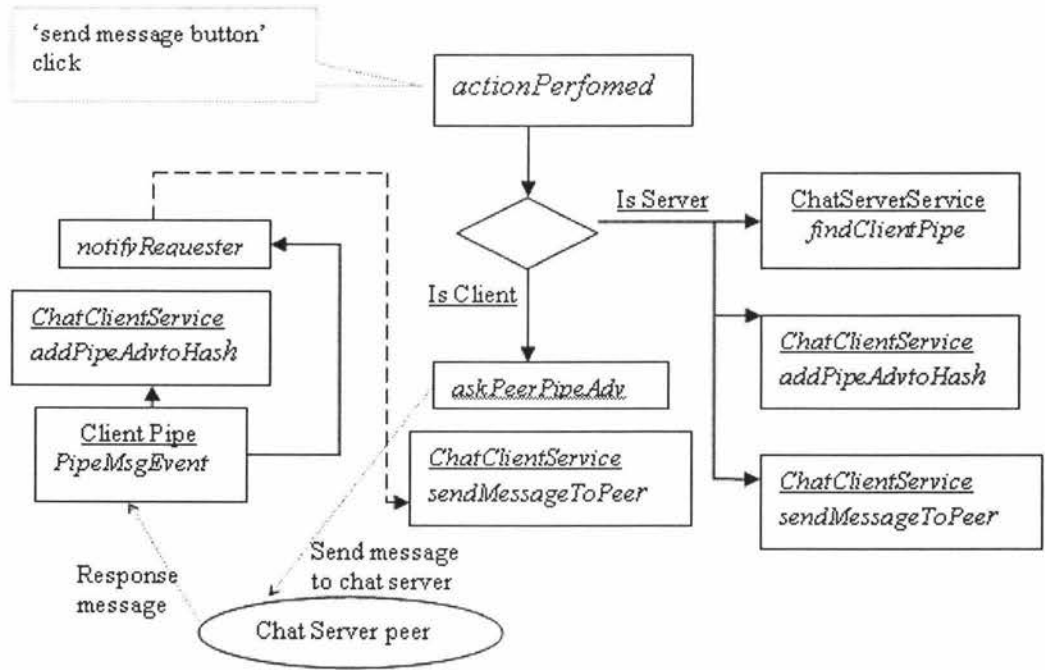 ‘send message button’
click
actionPerfomed
Is Server
ChatServerService
findClientPipe
notifyRequester
Is Client
ChatClientService
addPipeAdvtoHash
ChatClientService
addPipeAdvtoHash
askPeerPipeAdv
Client Pipe
PipeMsgEvent
ChatClientService
sendMessageToPeer
ChatClientService
sendMessageToPeer
Send message
to chat server
Response
message
Chat Server peer